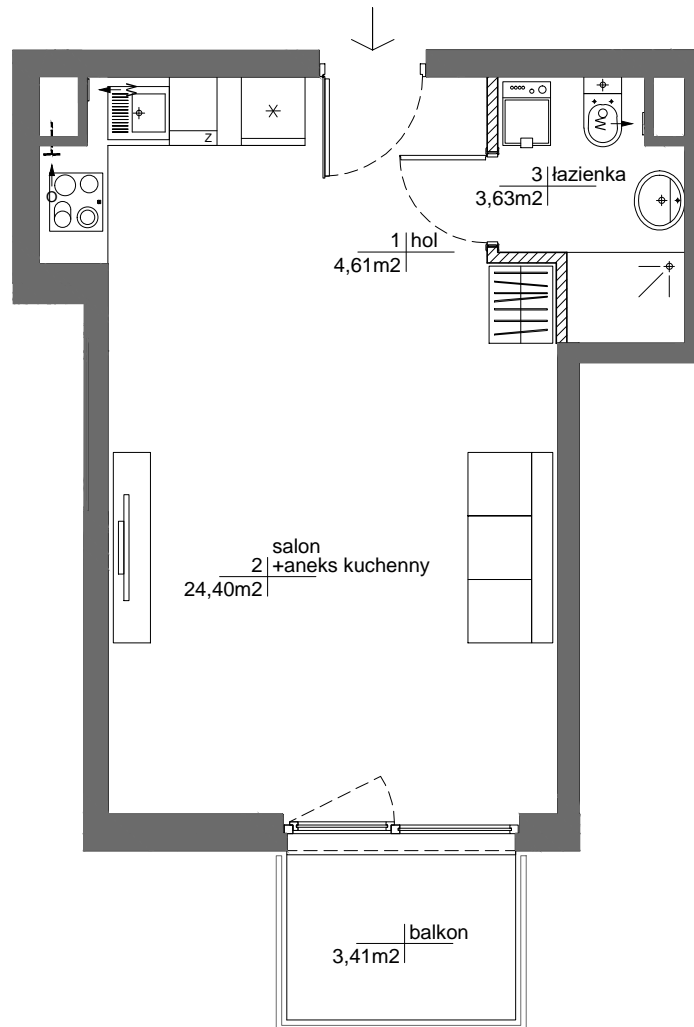 W
Z
W
O
3 łazienka
3,63m2
1 hol
4,61m2
salon
2 +aneks kuchenny
24,40m2
balkon
3,41m2